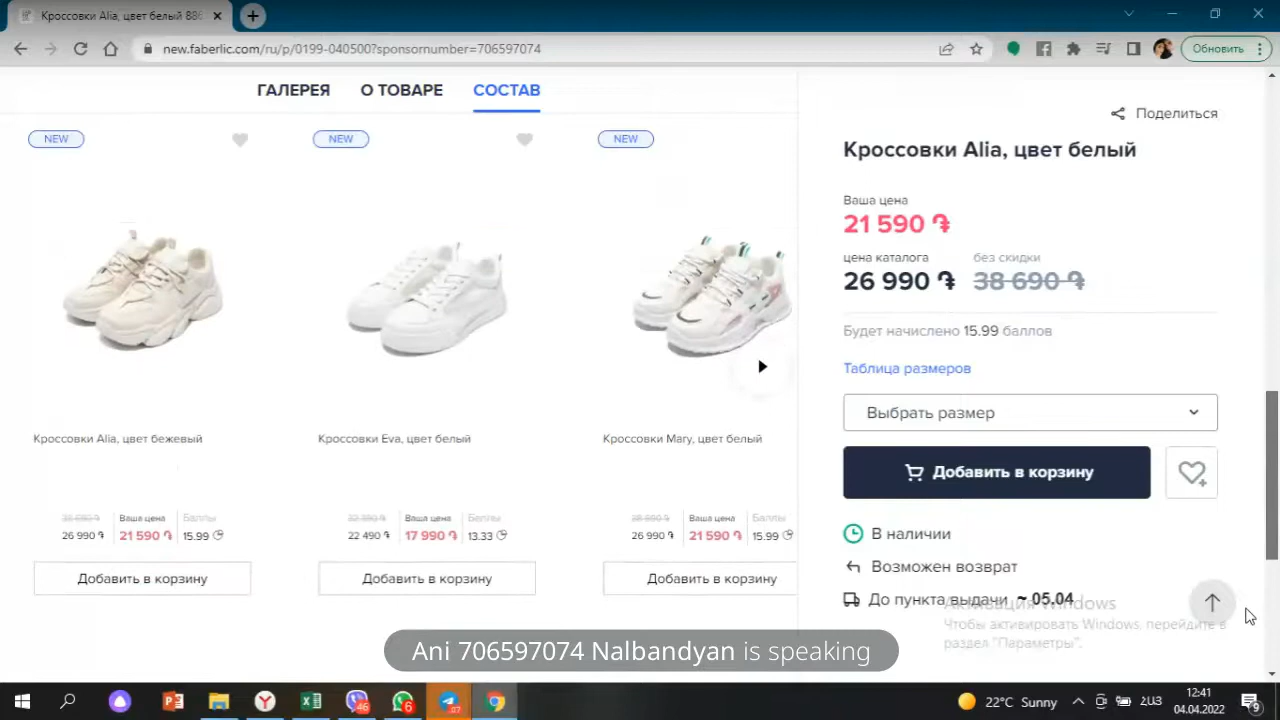 Кроссовки Alia, цвет белый 886
new.faberlic.com/ru/p/0199-040500?sponsornumber=706597074
Обновить
ГАЛЕРЕЯ О ТОВАРЕ СОСТАВ
Поделиться
NEW NEW NEW
Кроссовки Alia, цвет белый
Ваша цена
21 590 ֏
цена каталога без скидки
26 990 ֏ 38 690 ֏
Будет начислено 15.99 баллов
Таблица размеров
Выбрать размер
Кроссовки Alia, цвет бежевый Кроссовки Eva, цвет белый Кроссовки Mary, цвет белый
Добавить в корзину
Ваша цена Баллы Ваша цена Баллы 38 690 ֏ Ваша цена Баллы
26 990 ֏ 21 590 ֏ 15.99 22 490 ֏ 17 990 ֏ 13.33 26 990 ֏ 21 590 ֏ 15.99
В наличии
Возможен возврат
Добавить в корзину Добавить в корзину Добавить в корзину
До пункта выдачи ~ 05.04
Активация Windows
Чтобы активировать Windows, перейдите в
раздел "Параметры".
Ani 706597074 Nalbandyan is speaking
22°C Sunny ՀԱՅ 12:41
04.04.2022